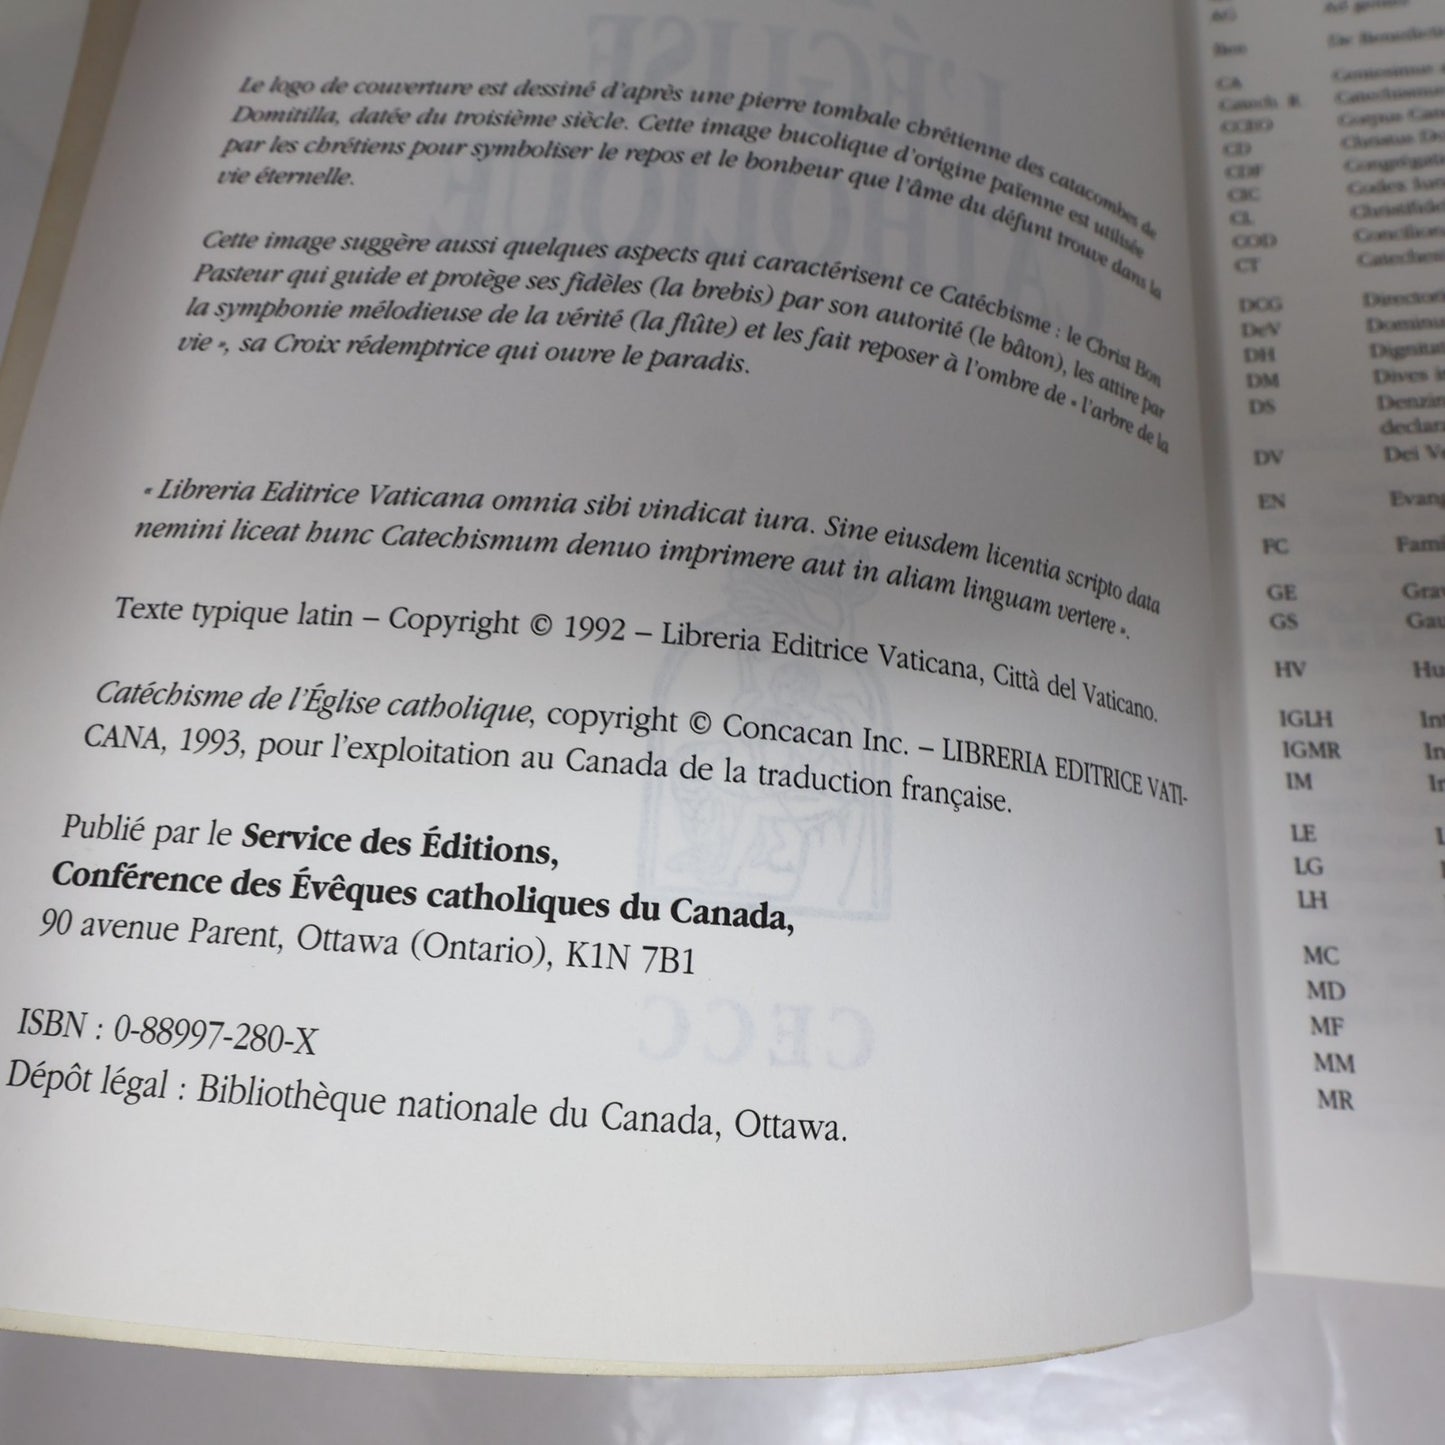 Le logo de couverture est dessiné d'après une pierre tombale chrétienne des catacombes de
Domitilla, datée du troisième siècle. Cette image bucolique d'origine païenne est utilisée
par les chrétiens pour symboliser le repos et le bonheur que l'âme du défunt trouve dans la
vie éternelle.
Cette image suggère aussi quelques aspects qui caractérisent ce Catéchisme : le Christ Bon
Pasteur qui guide et protège ses fidèles (la brebis) par son autorité (le bâton), les attire par
la symphonie mélodieuse de la vérité (la flûte) et les fait reposer à l'ombre de « l'arbre de la
vie », sa Croix rédemptrice qui ouvre le paradis.
« Libreria Editrice Vaticana omnia sibi vindicat iura. Sine eiusdem licentia scripto data
nemini liceat hunc Catechismum denuo imprimere aut in aliam linguam vertere ».
Texte typique latin – Copyright © 1992 – Libreria Editrice Vaticana, Città del Vaticano.
Catéchisme de l'Église catholique, copyright © Concacan Inc. – LIBRERIA EDITRICE VATI-
CANA, 1993, pour l'exploitation au Canada de la traduction française.
Publié par le Service des Éditions,
Conférence des Évêques catholiques du Canada,
90 avenue Parent, Ottawa (Ontario), K1N 7B1
ISBN : 0-88997-280-X
Dépôt légal : Bibliothèque nationale du Canada, Ottawa.
L'ÉGLISE
CATHOLIQUE
CECC
AG
CA
CCEO
CD
CDF
CIC
CL
COD
CT
DCG
DeV
DH
DM
DS
DV Dei
EN
FC
GE
GS
HV
IGLH
IGMR
IM
LE
LG
LH
MC
MD
MF
MM
MR